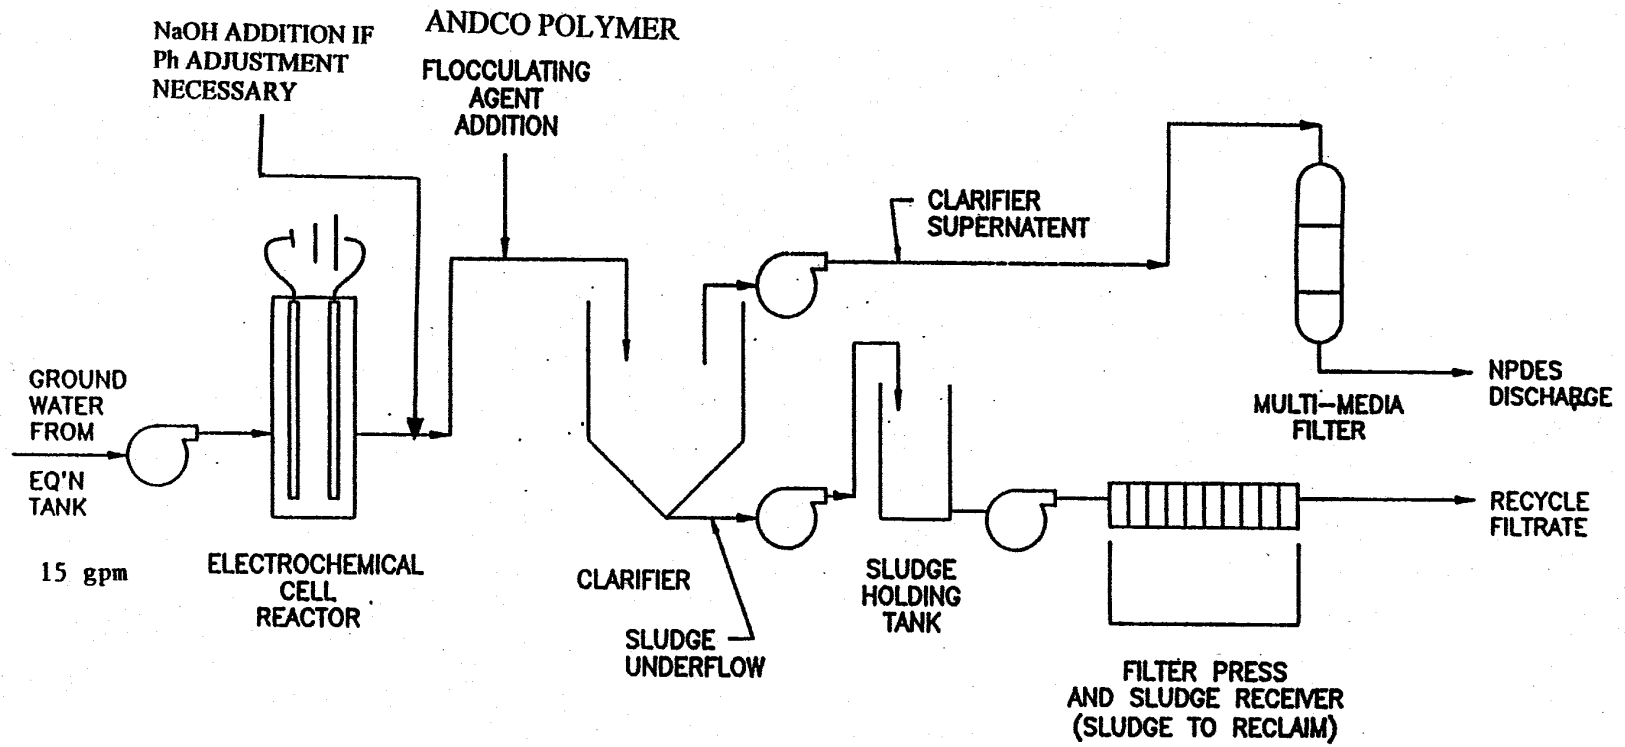 NaOH ADDITION IF
Ph ADJUSTMENT
NECESSARY
ANDCO POLYMER
FLOCCULATING
AGENT
ADDITION
CLARIFIER
SUPERNATENT
GROUND
WATER
FROM
EQ'N
TANK
15 gpm
ELECTROCHEMICAL
CELL
REACTOR
CLARIFIER
SLUDGE
UNDERFLOW
SLUDGE
HOLDING
TANK
MULTI-MEDIA
FILTER
NPDES
DISCHARGE
RECYCLE
FILTRATE
FILTER PRESS
AND SLUDGE RECEIVER
(SLUDGE TO RECLAIM)